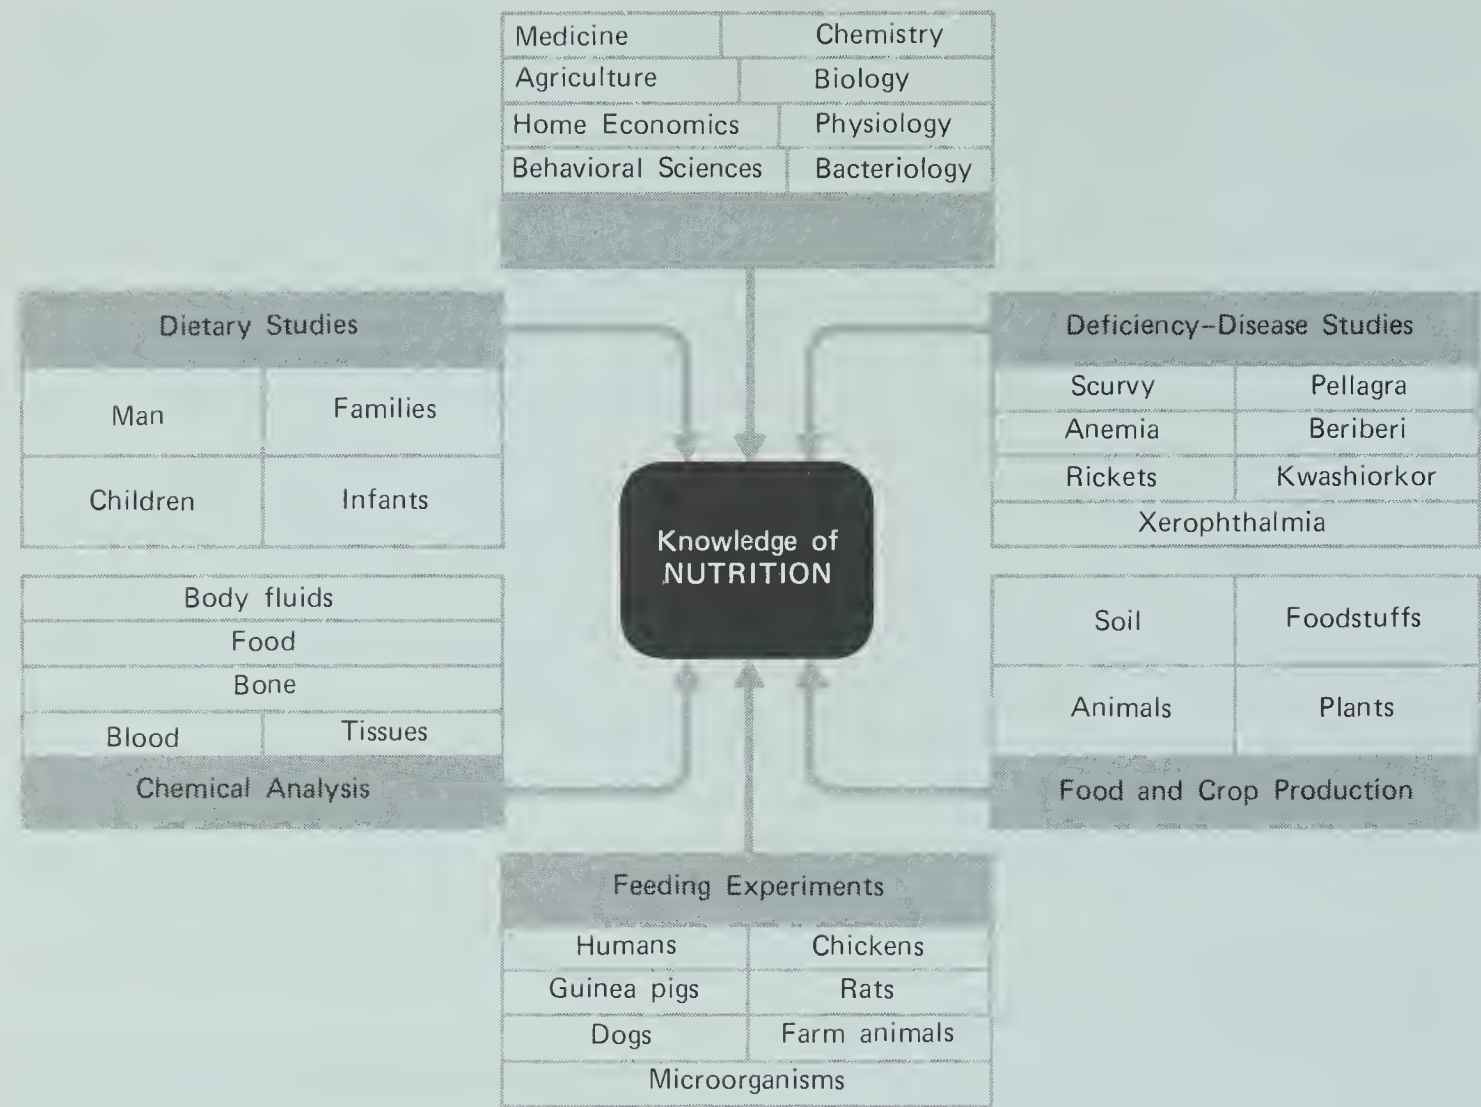 Medicine Chemistry
Agriculture Biology
Home Economics Physiology
Behavioral Sciences Bacteriology
Dietary Studies
Man Families
Children Infants
Deficiency-Disease Studies
Scurvy Pellagra
Anemia Beriberi
Rickets Kwashiorkor
Xerophthalmia
Knowledge of
NUTRITION
Body fluids
Food
Bone
Blood Tissues
Chemical Analysis
Soil Foodstuffs
Animals Plants
Food and Crop Production
Feeding Experiments
Humans Chickens
Guinea pigs Rats
Dogs Farm animals
Microorganisms